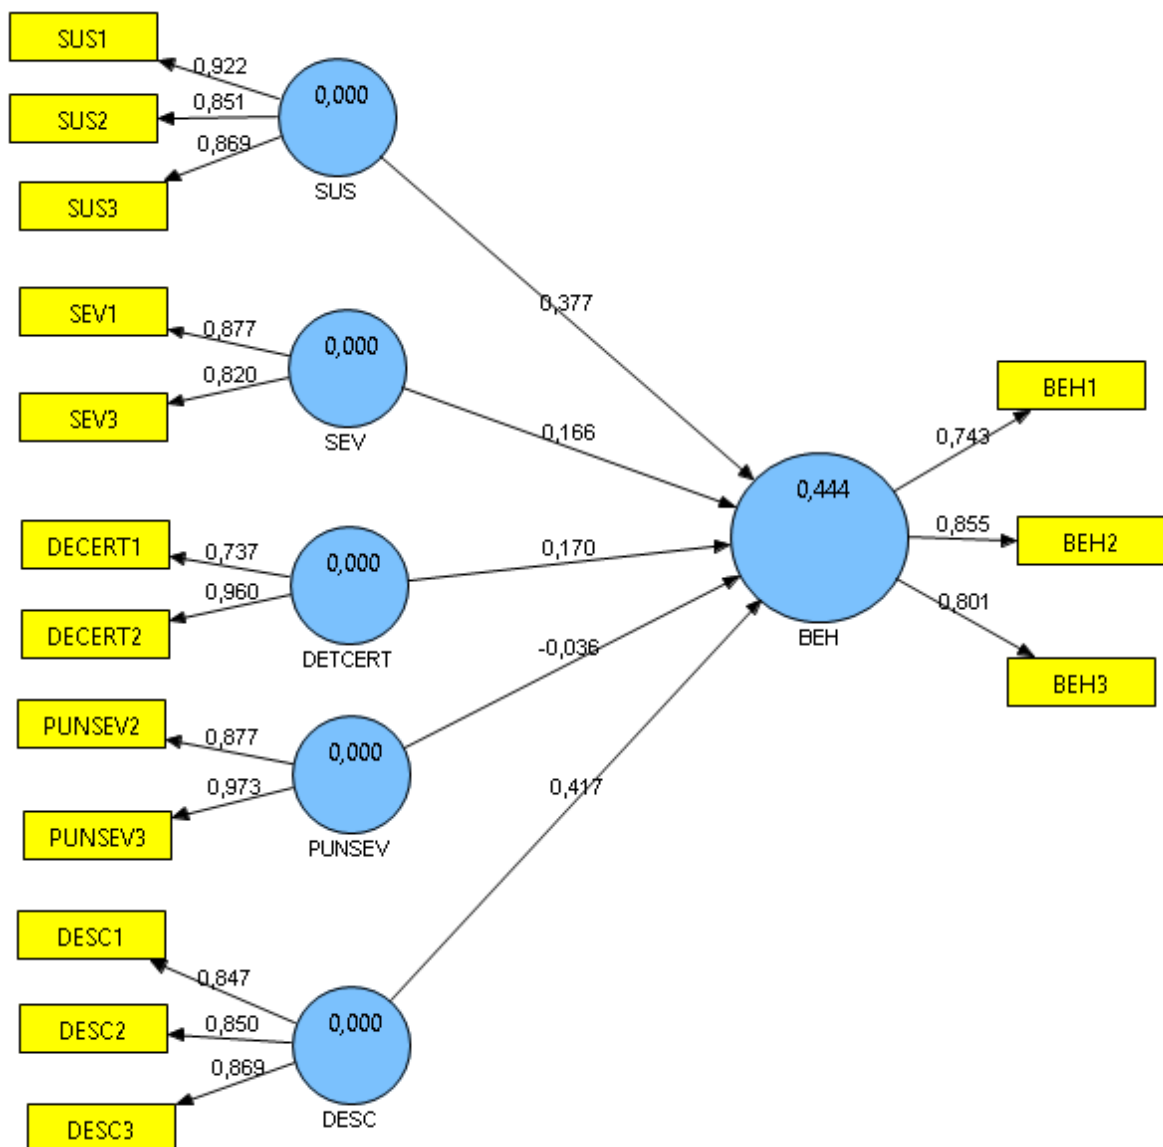 SUS1
0,922
0,000
SUS2
0,851
0,869
SUS3
SUS
0,377
SEV1
0,877
0,000
0,820
SEV3
SEV
0,166
DECERT1
0,737
0,000
0,960
DECERT2
DETCERT
0,170
PUNSEV2
0,877
0,000
0,973
PUNSEV3
PUNSEV
-0,036
DESC1
0,847
0,000
DESC2
0,850
0,869
DESC3
DESC
0,417
0,444
BEH
BEH1
0,743
0,855
BEH2
0,801
BEH3